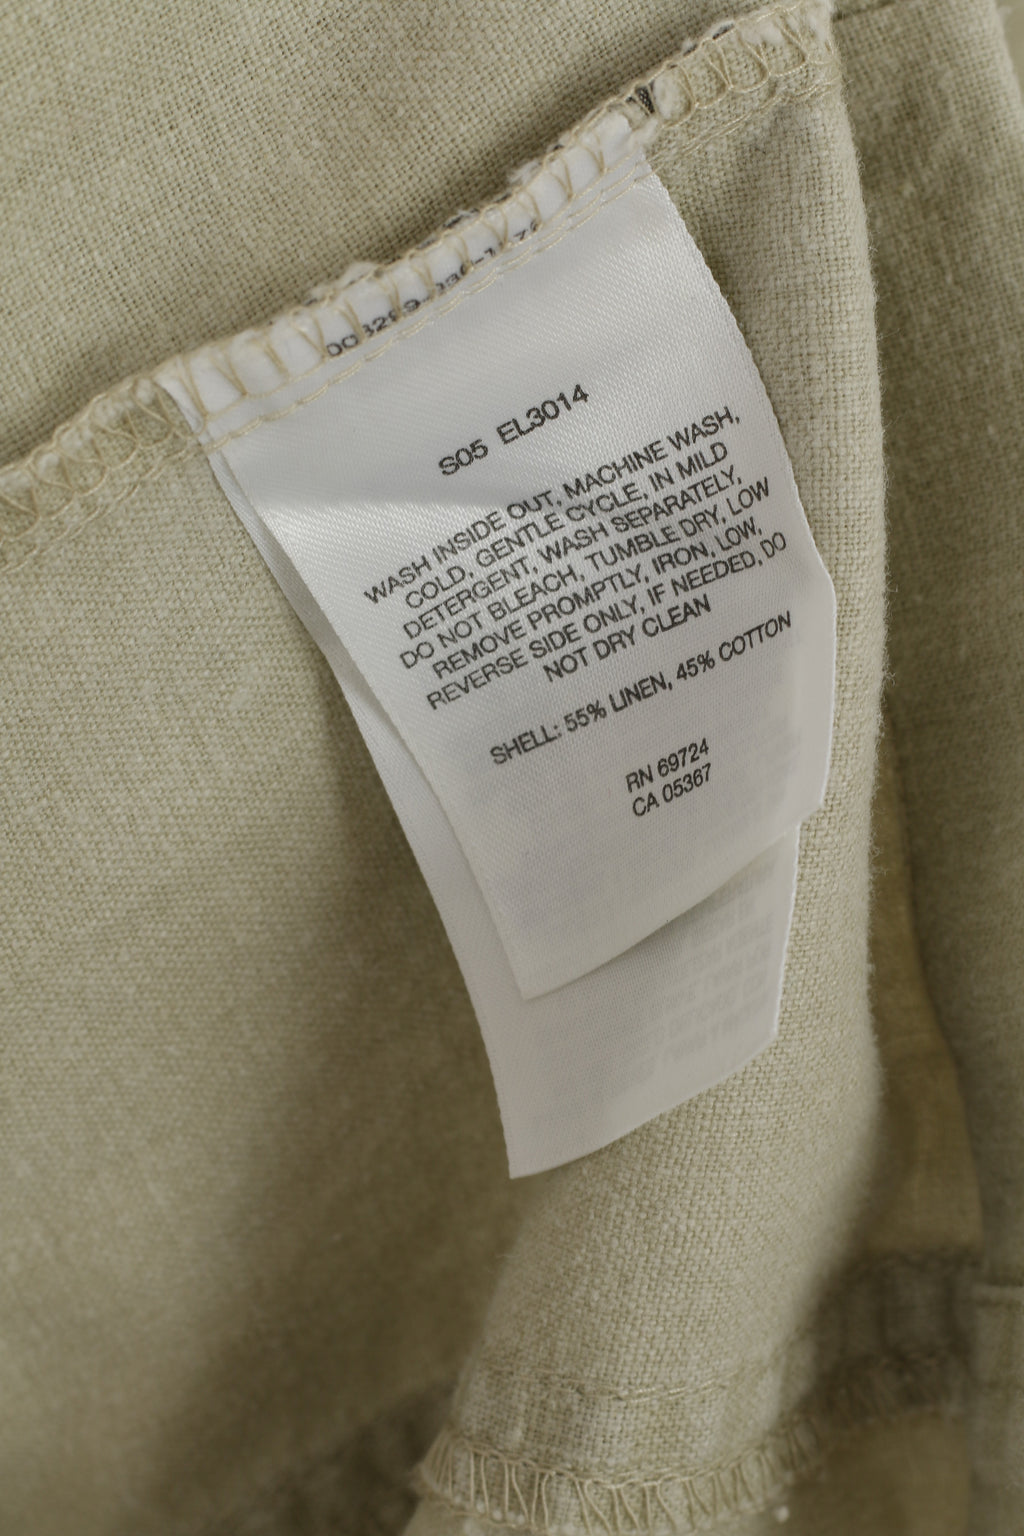 S05 EL3014
WASH INSIDE OUT, MACHINE WASH,
COLD, GENTLE CYCLE, IN MILD
DETERGENT, WASH SEPARATELY,
DO NOT BLEACH, TUMBLE DRY, LOW
REMOVE PROMPTLY, IRON, LOW,
REVERSE SIDE ONLY, IF NEEDED, DO
NOT DRY CLEAN
SHELL: 55% LINEN, 45% COTTON
RN 69724
CA 05367